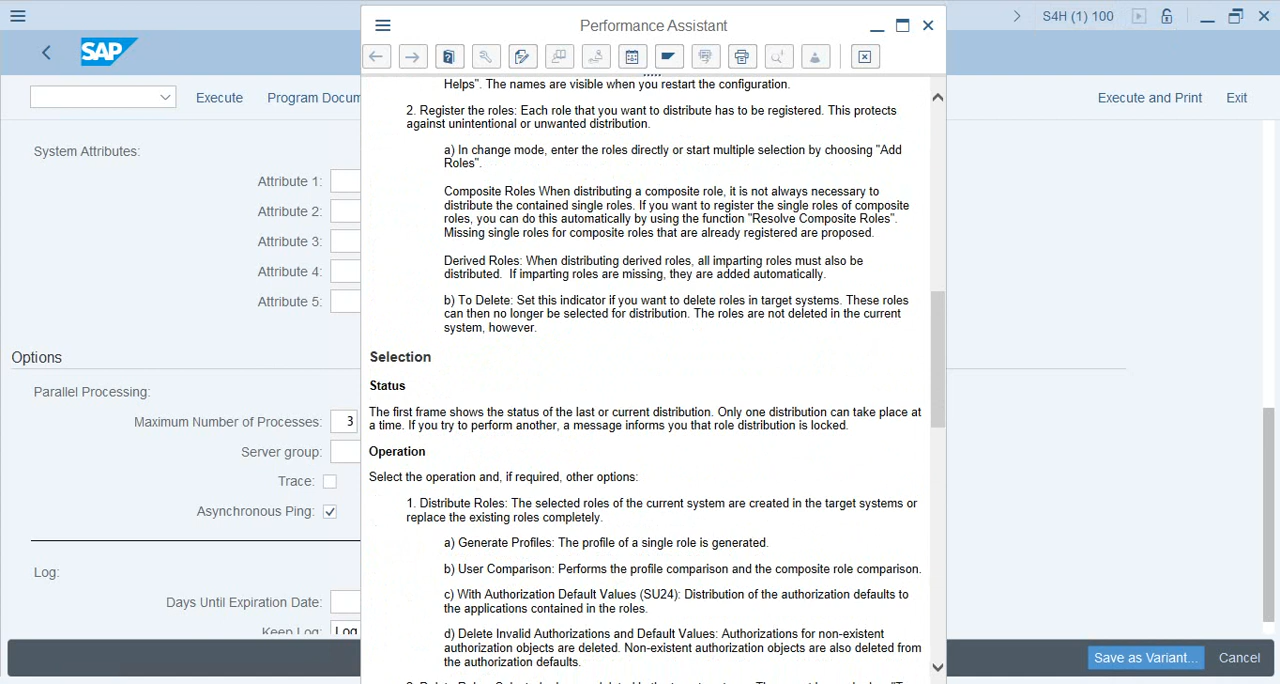 Performance Assistant
S4H (1) 100
SAP
Execute
Program Docum
Execute and Print
Exit
System Attributes:
Attribute 1:
Attribute 2:
Attribute 3:
Attribute 4:
Attribute 5:
Options
Parallel Processing:
Maximum Number of Processes:
3
Server group:
Trace:
Asynchronous Ping:
Log:
Days Until Expiration Date:
Keep Log:
Log
Helps". The names are visible when you restart the configuration.
2. Register the roles: Each role that you want to distribute has to be registered. This protects
against unintentional or unwanted distribution.
a) In change mode, enter the roles directly or start multiple selection by choosing "Add
Roles".
Composite Roles When distributing a composite role, it is not always necessary to
distribute the contained single roles. If you want to register the single roles of composite
roles, you can do this automatically by using the function "Resolve Composite Roles".
Missing single roles for composite roles that are already registered are proposed.
Derived Roles: When distributing derived roles, all imparting roles must also be
distributed.  If imparting roles are missing, they are added automatically.
b) To Delete: Set this indicator if you want to delete roles in target systems. These roles
can then no longer be selected for distribution. The roles are not deleted in the current
system, however.
Selection
Status
The first frame shows the status of the last or current distribution. Only one distribution can take place at
a time. If you try to perform another, a message informs you that role distribution is locked.
Operation
Select the operation and, if required, other options:
1. Distribute Roles: The selected roles of the current system are created in the target systems or
replace the existing roles completely.
a) Generate Profiles: The profile of a single role is generated.
b) User Comparison: Performs the profile comparison and the composite role comparison.
c) With Authorization Default Values (SU24): Distribution of the authorization defaults to
the applications contained in the roles.
d) Delete Invalid Authorizations and Default Values: Authorizations for non-existent
authorization objects are deleted. Non-existent authorization objects are also deleted from
the authorization defaults.
Save as Variant...
Cancel